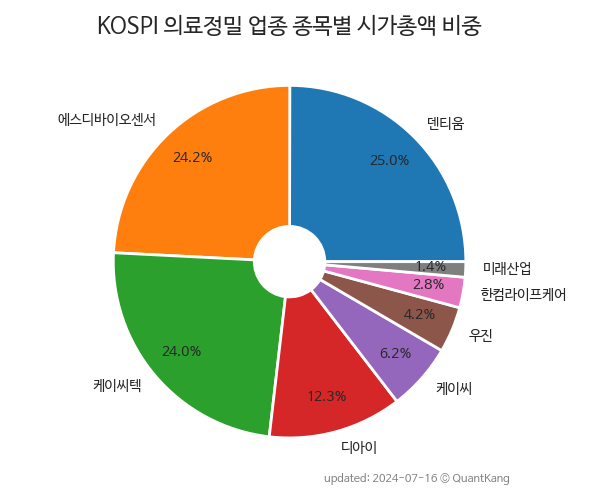 KOSPI 의료정밀 업종 종목별 시가총액 비중
덴티움
25.0%
에스디바이오센서
24.2%
케이씨텍
24.0%
디아이
12.3%
케이씨
6.2%
우진
4.2%
한컴라이프케어
2.8%
미래산업
1.4%
updated: 2024-07-16 © QuantKang